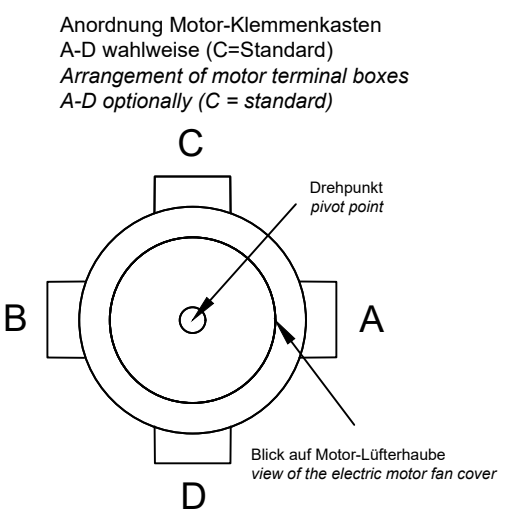 Anordnung Motor-Klemmenkasten
A-D wahlweise (C=Standard)
Arrangement of motor terminal boxes
A-D optionally (C = standard)
C
Drehpunkt
pivot point
B
A
Blick auf Motor-Lüfterhaube
view of the electric motor fan cover
D